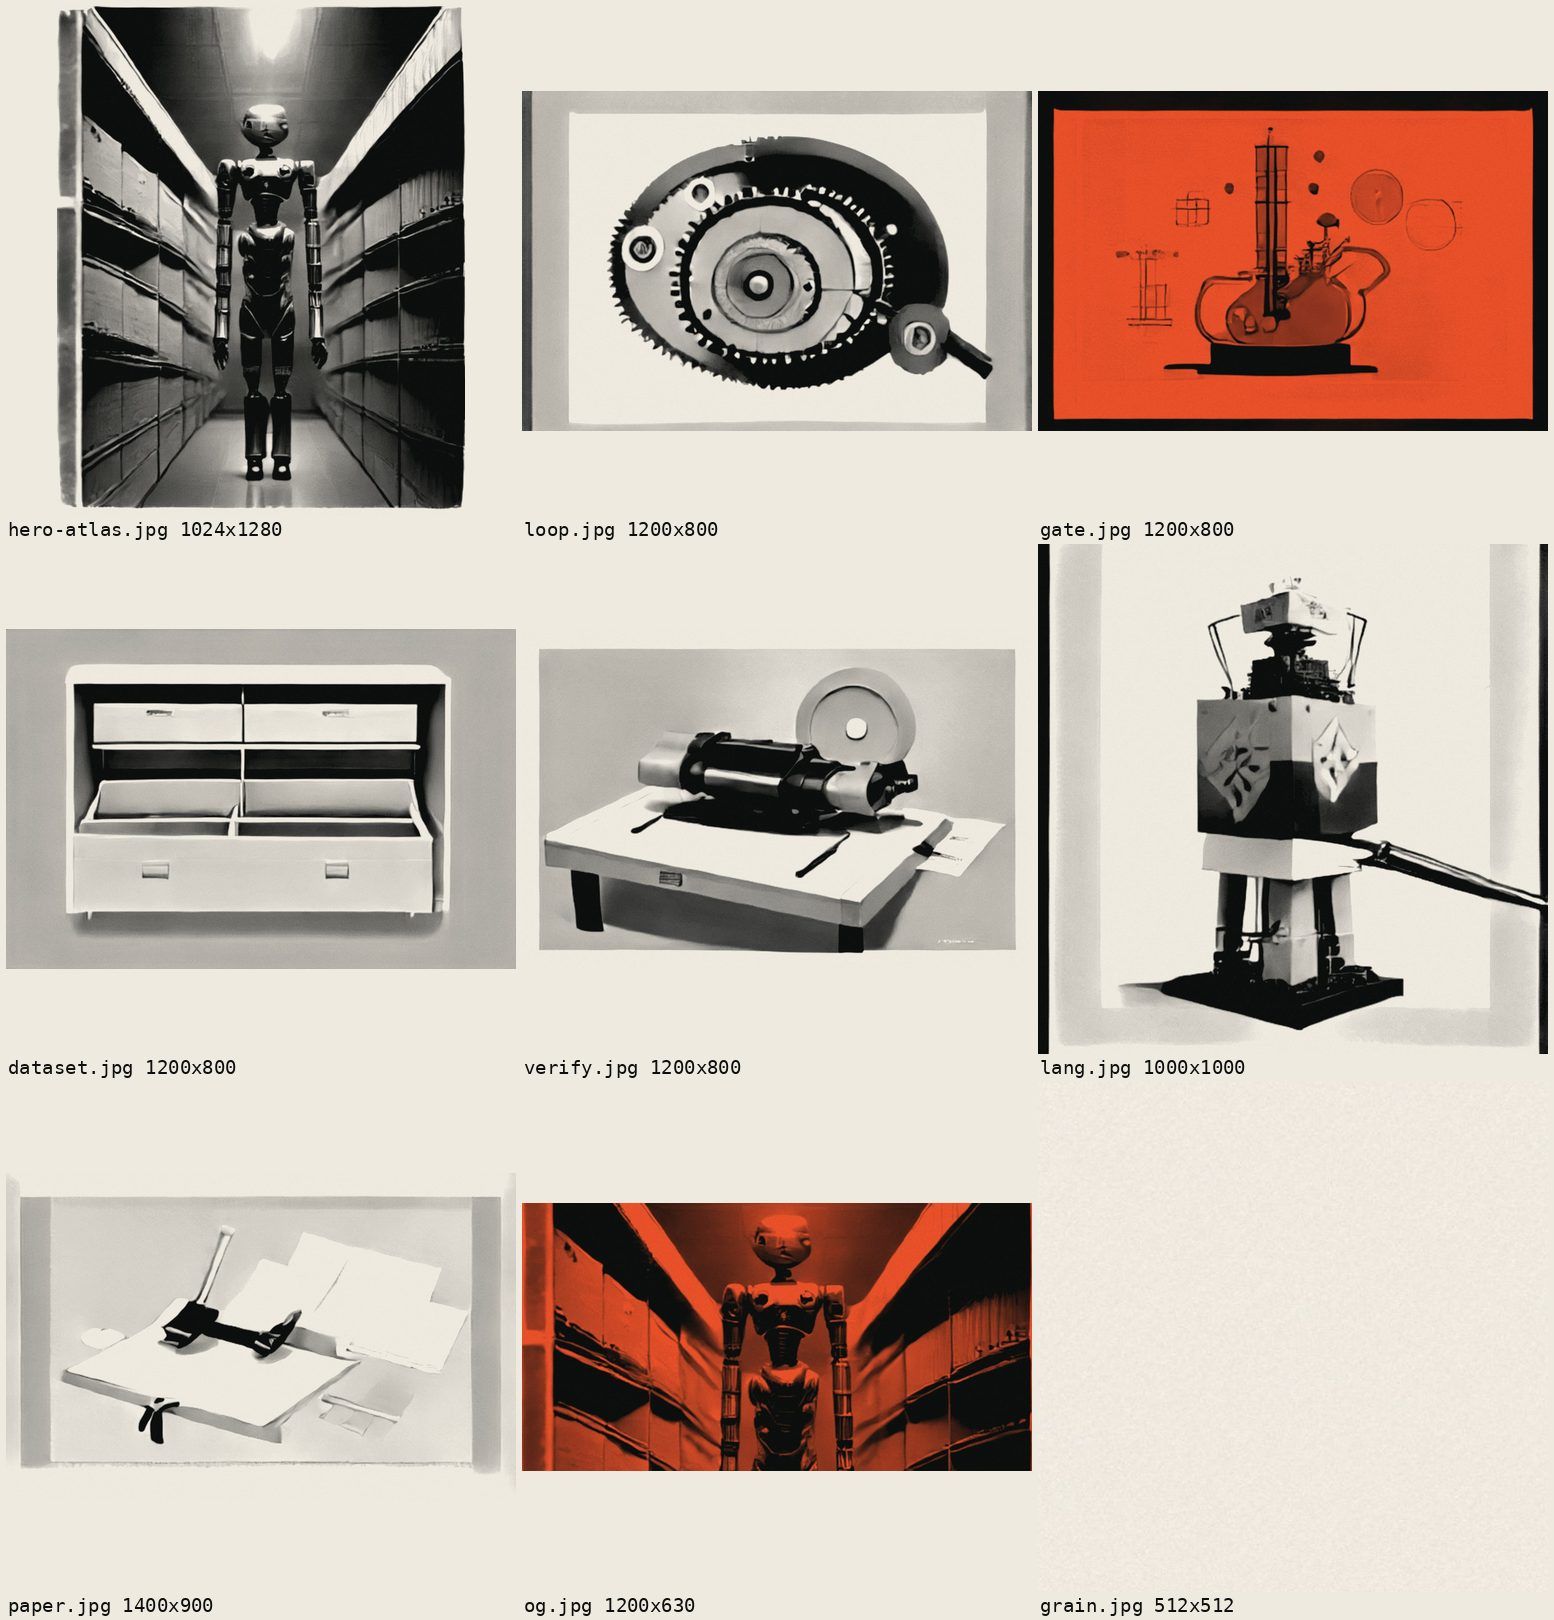 hero-atlas.jpg 1024x1280
loop.jpg 1200x800
gate.jpg 1200x800
dataset.jpg 1200x800
verify.jpg 1200x800
lang.jpg 1000x1000
paper.jpg 1400x900
og.jpg 1200x630
grain.jpg 512x512